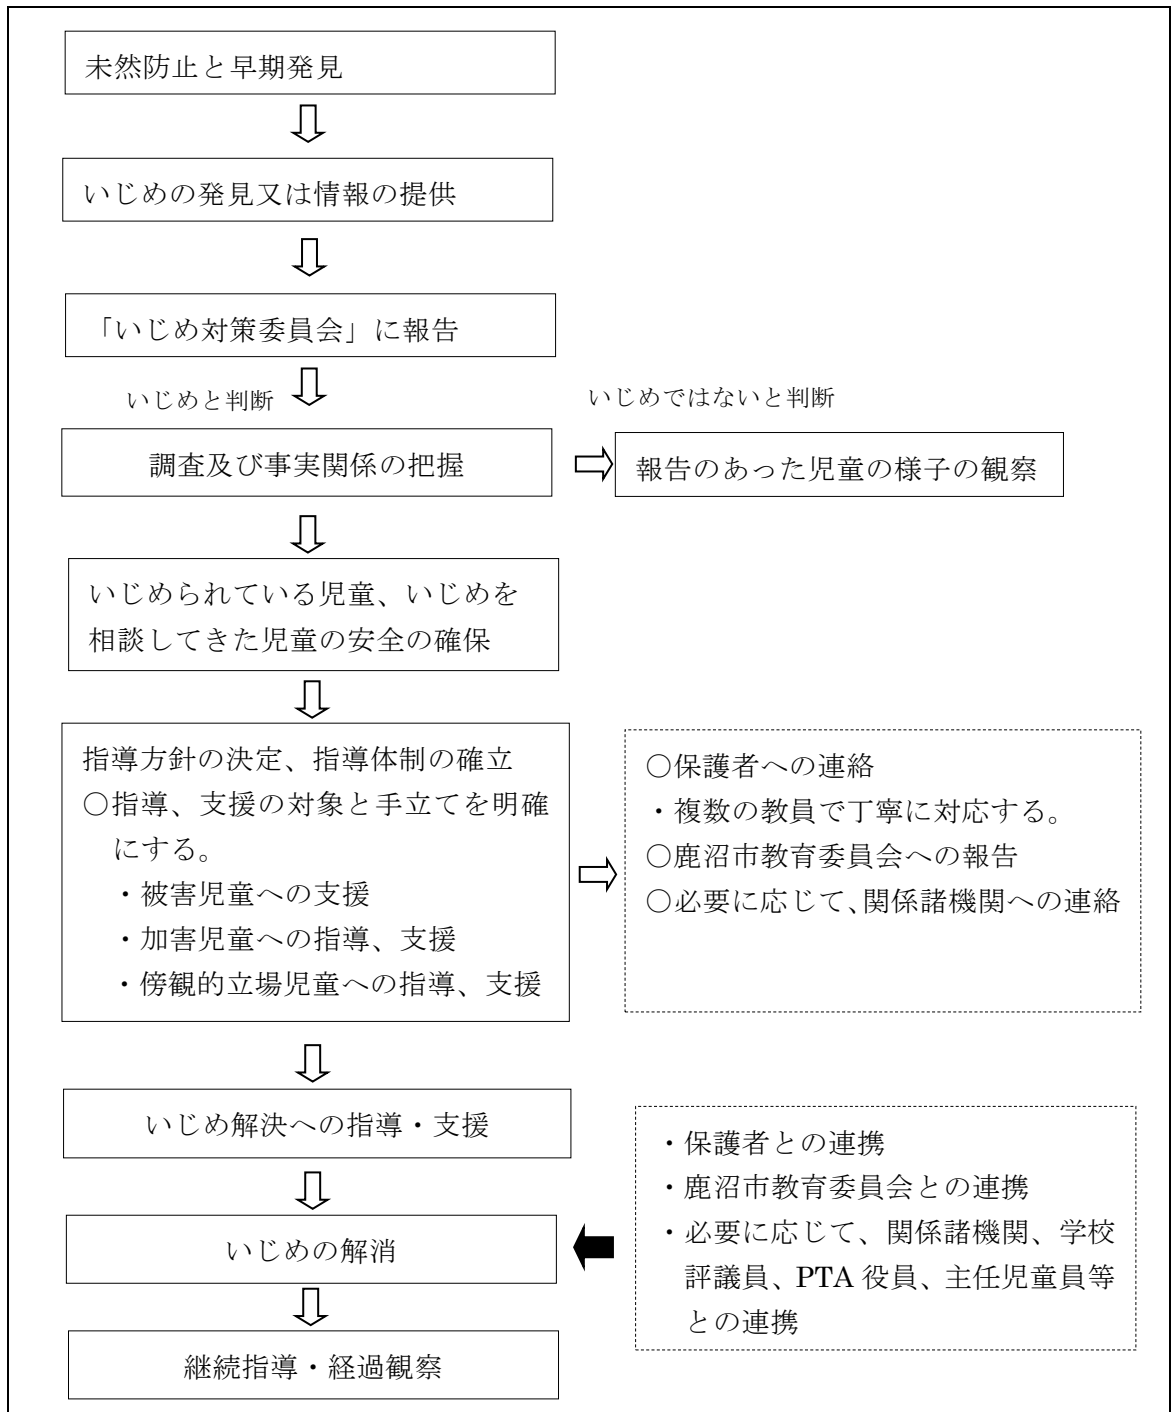 未然防止と早期発見
いじめの発見又は情報の提供
「いじめ対策委員会」に報告
いじめと判断
いじめではないと判断
調査及び事実関係の把握
報告のあった児童の様子の観察
いじめられている児童、いじめを
相談してきた児童の安全の確保
指導方針の決定、指導体制の確立
○指導、支援の対象と手立てを明確
にする。
・被害児童への支援
・加害児童への指導、支援
・傍観的立場児童への指導、支援
○保護者への連絡
・複数の教員で丁寧に対応する。
○鹿沼市教育委員会への報告
○必要に応じて、関係諸機関への連絡
いじめ解決への指導・支援
いじめの解消
・保護者との連携
・鹿沼市教育委員会との連携
・必要に応じて、関係諸機関、学校
評議員、PTA 役員、主任児童員等
との連携
継続指導・経過観察